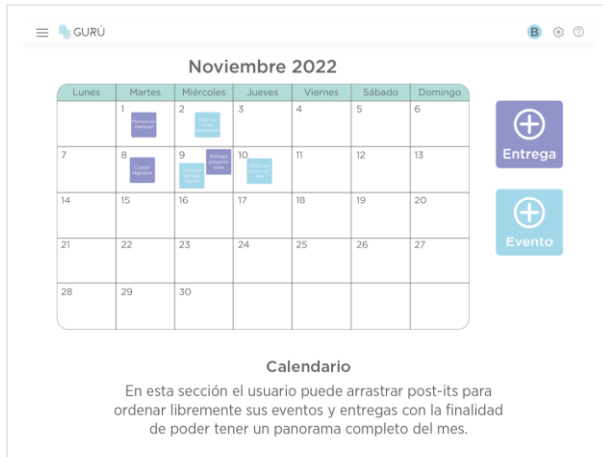 GURÚ
B
Noviembre 2022
Lunes Martes Miércoles Jueves Viernes Sábado Domingo
1 2 3 4 5 6
Planeación
mensual
7 8 9 10 11 12 13
Entrega
14 15 16 17 18 19 20
21 22 23 24 25 26 27
28 29 30
Entrega
Evento
Calendario
En esta sección el usuario puede arrastrar post-its para
ordenar libremente sus eventos y entregas con la finalidad
de poder tener un panorama completo del mes.